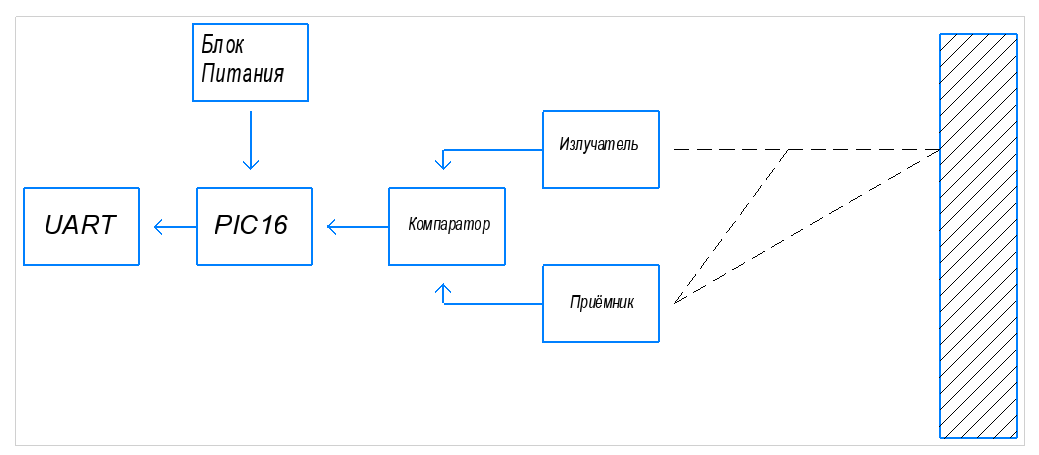 Блок
Питания
Излучатель
UART
PIC16
Компаратор
Приёмник